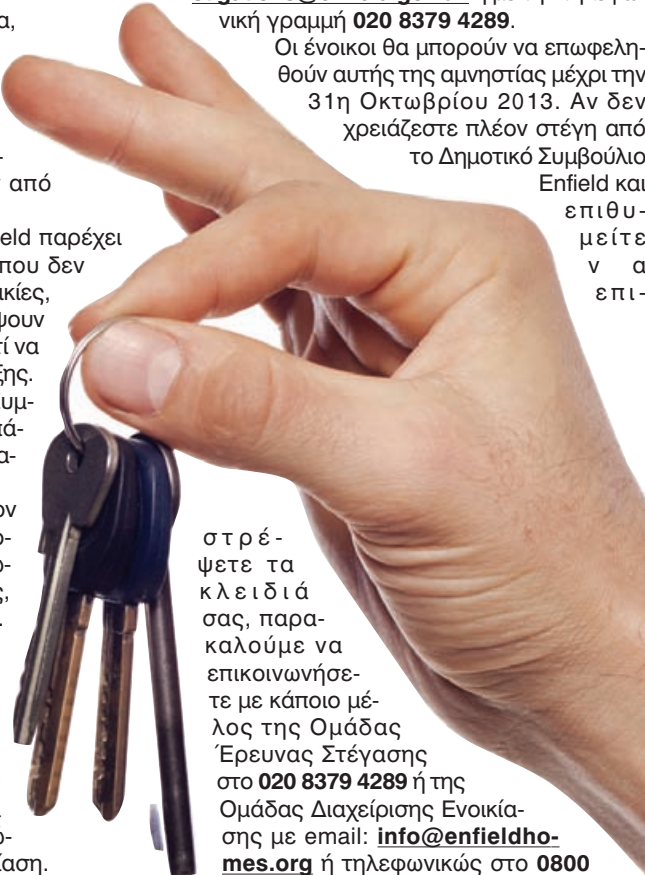 α,
από
eld παρέχει
που δεν
ικίες,
ψουν
τί να
ξης.
υμ-
πά-
α-
ον
ίαση.
νική γραμμή 020 8379 4289.
Οι ένοικοι θα μπορούν να επωφελη-
θούν αυτής της αμνηστίας μέχρι την
31η Οκτωβρίου 2013. Αν δεν
χρειάζεστε πλέον στέγη από
το Δημοτικό Συμβούλιο
Enfield και
επιθυ-
μείτε
να
επι-
στρέ-
ψετε τα
κλειδιά
σας, παρα-
καλούμε να
επικοινωνήσε-
τε με κάποιο μέ-
λος της Ομάδας
Έρευνας Στέγασης
στο 020 8379 4289 ή της
Ομάδας Διαχείρισης Ενοικία-
σης με email: info@enfieldho-
mes.org ή τηλεφωνικώς στο 0800